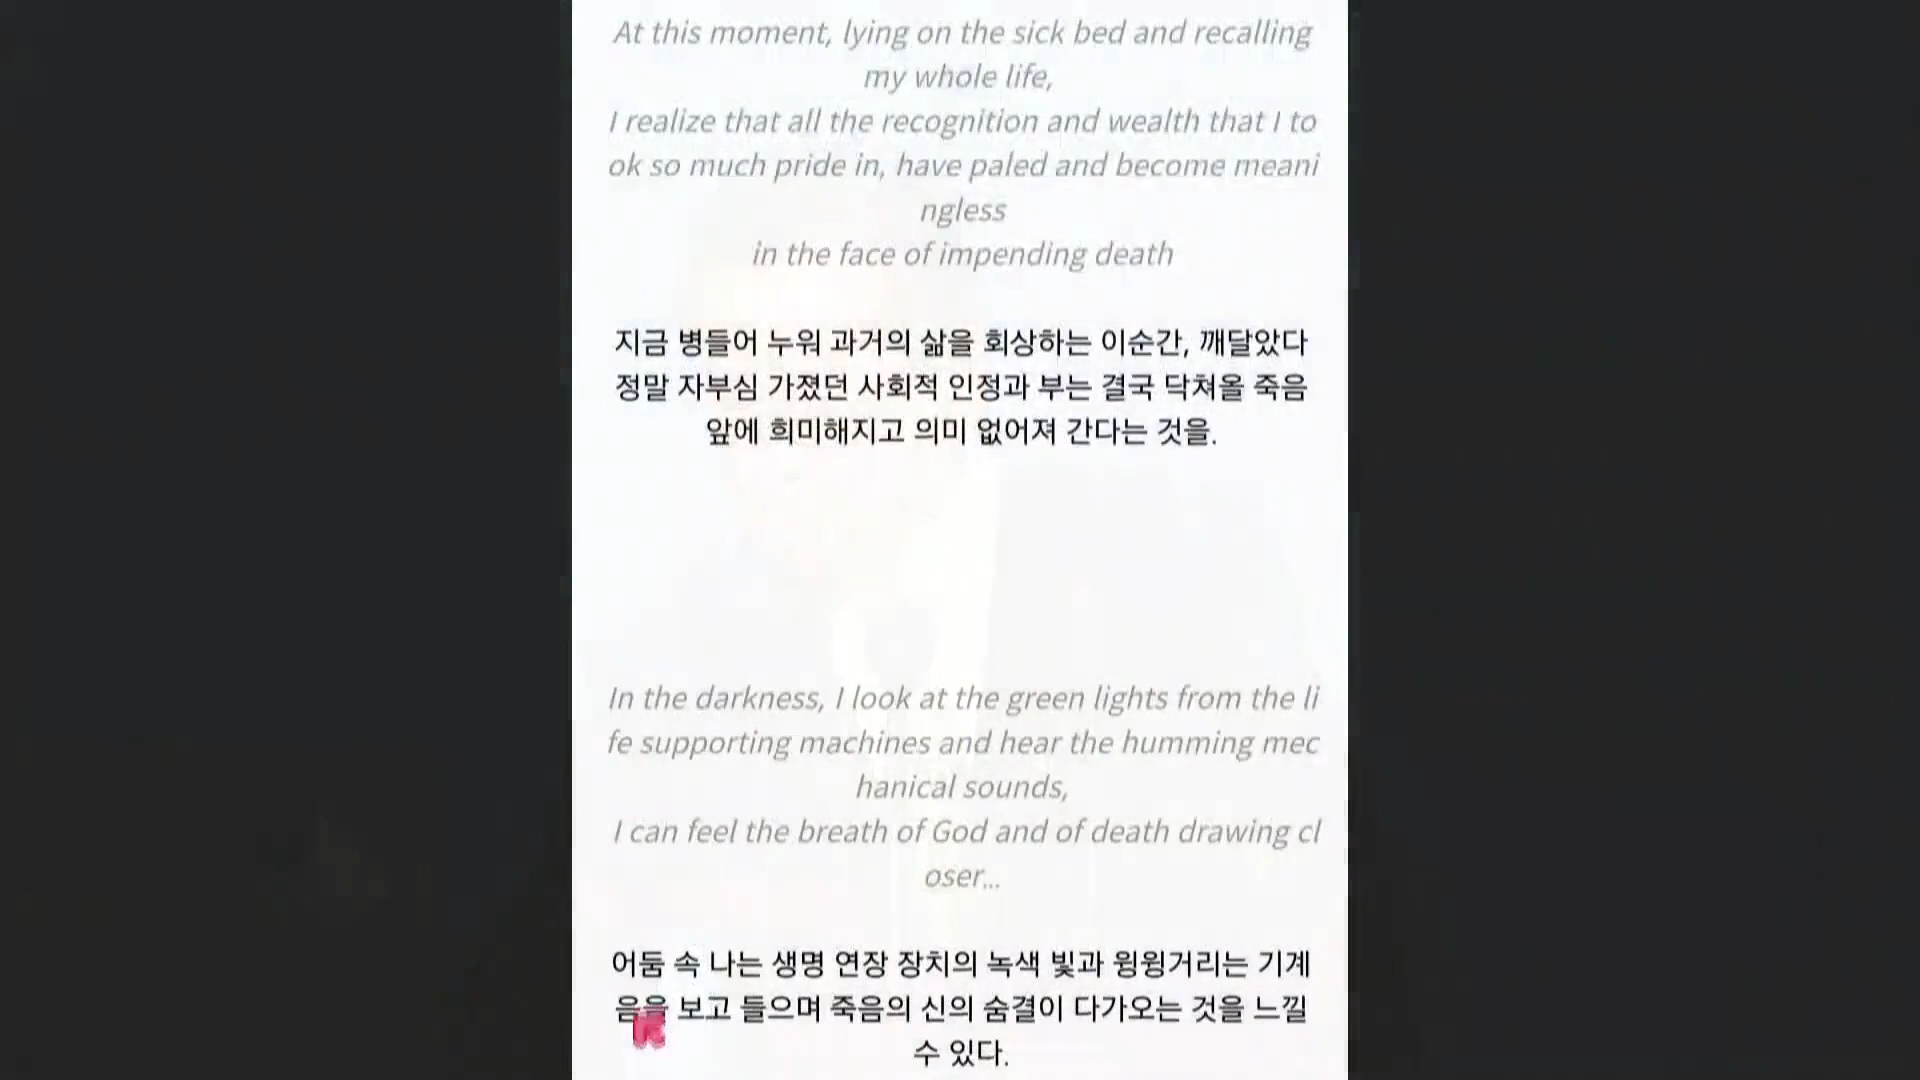 At this moment, lying on the sick bed and recalling
my whole life,
I realize that all the recognition and wealth that I to
ok so much pride in, have paled and become meani
ngless
in the face of impending death
지금 병들어 누워 과거의 삶을 회상하는 이순간, 깨달았다
정말 자부심 가졌던 사회적 인정과 부는 결국 닥쳐올 죽음
앞에 희미해지고 의미 없어져 간다는 것을.
In the darkness, I look at the green lights from the li
fe supporting machines and hear the humming mec
hanical sounds,
I can feel the breath of God and of death drawing cl
oser...
어둠 속 나는 생명 연장 장치의 녹색 빛과 윙윙거리는 기계
음을 보고 들으며 죽음의 신의 숨결이 다가오는 것을 느낄
수 있다.